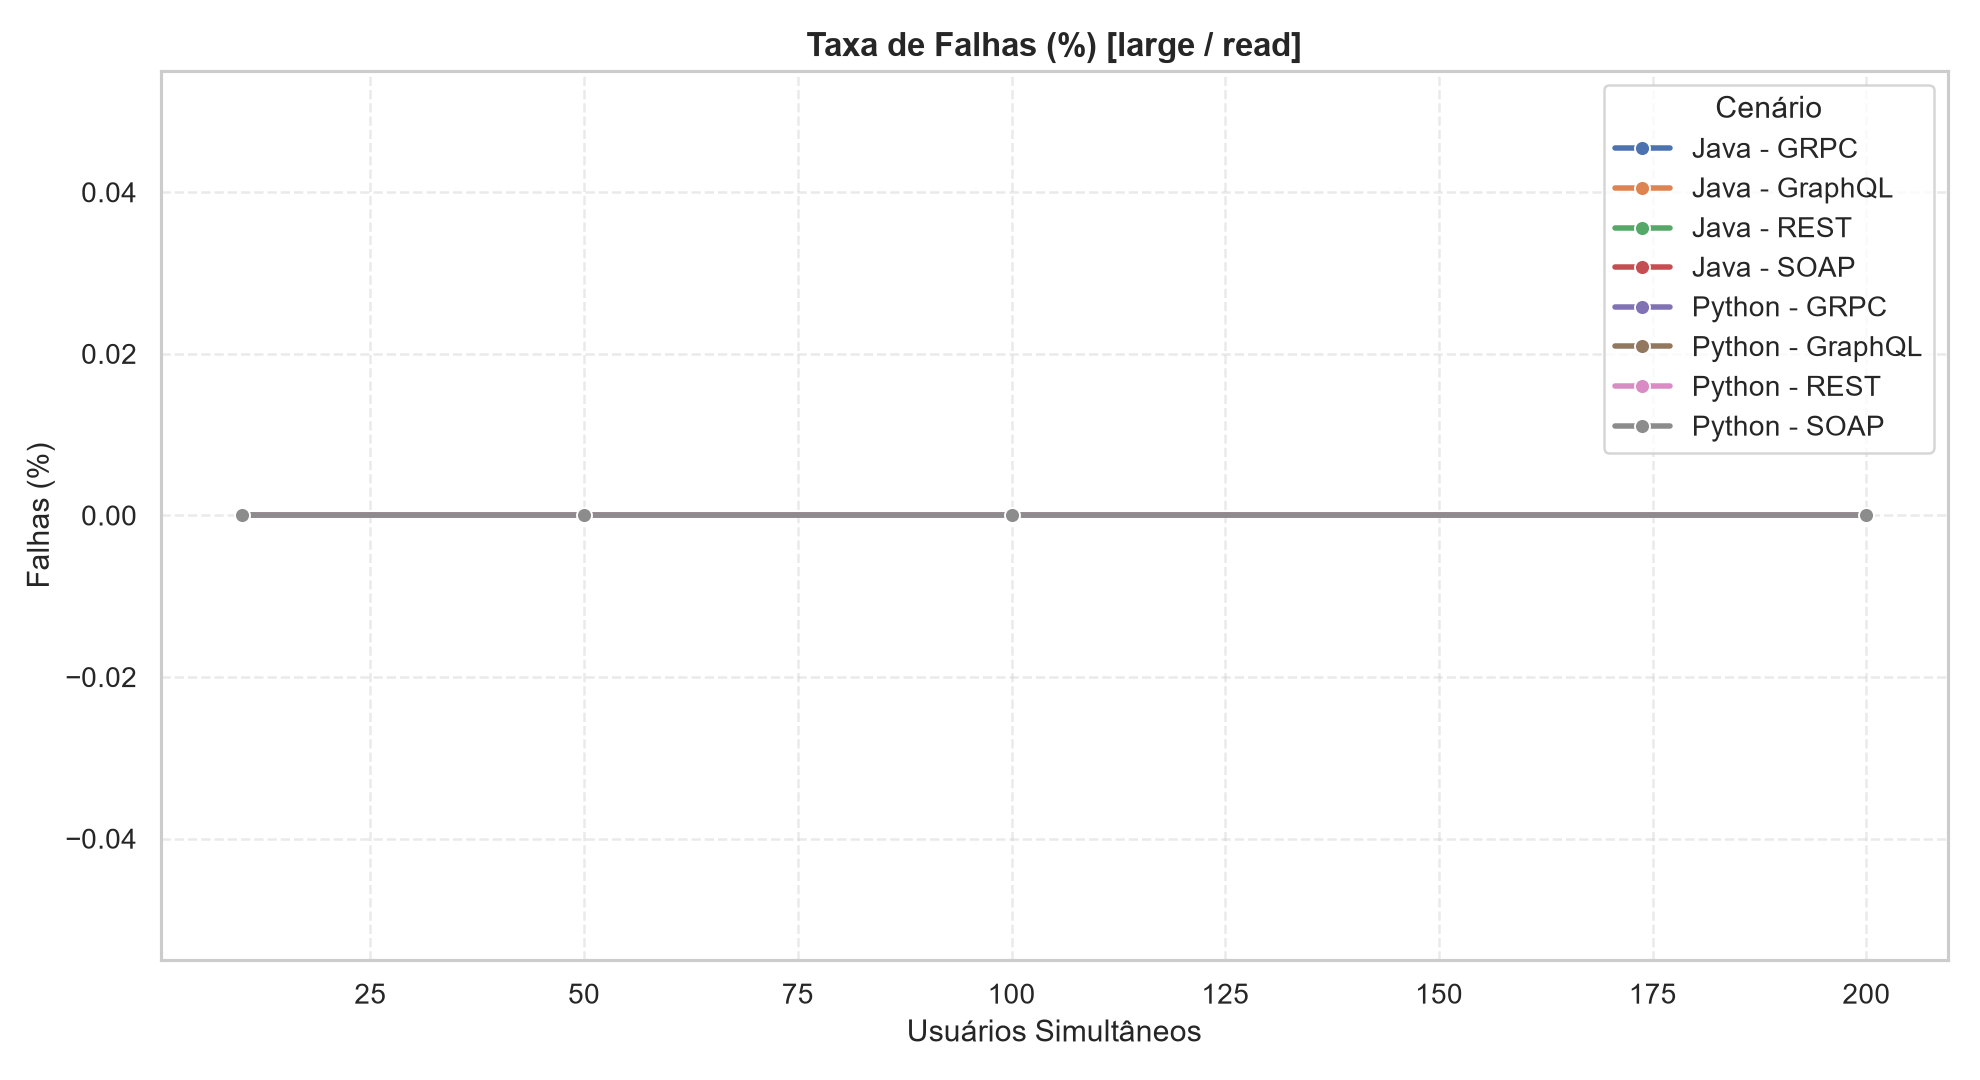 Taxa de Falhas (%) [large / read]
Cenário
Java - GRPC
Java - GraphQL
Java - REST
Java - SOAP
Python - GRPC
Python - GraphQL
Python - REST
Python - SOAP
Falhas (%)
0.04
0.02
0.00
−0.02
−0.04
25 50 75 100 125 150 175 200
Usuários Simultâneos